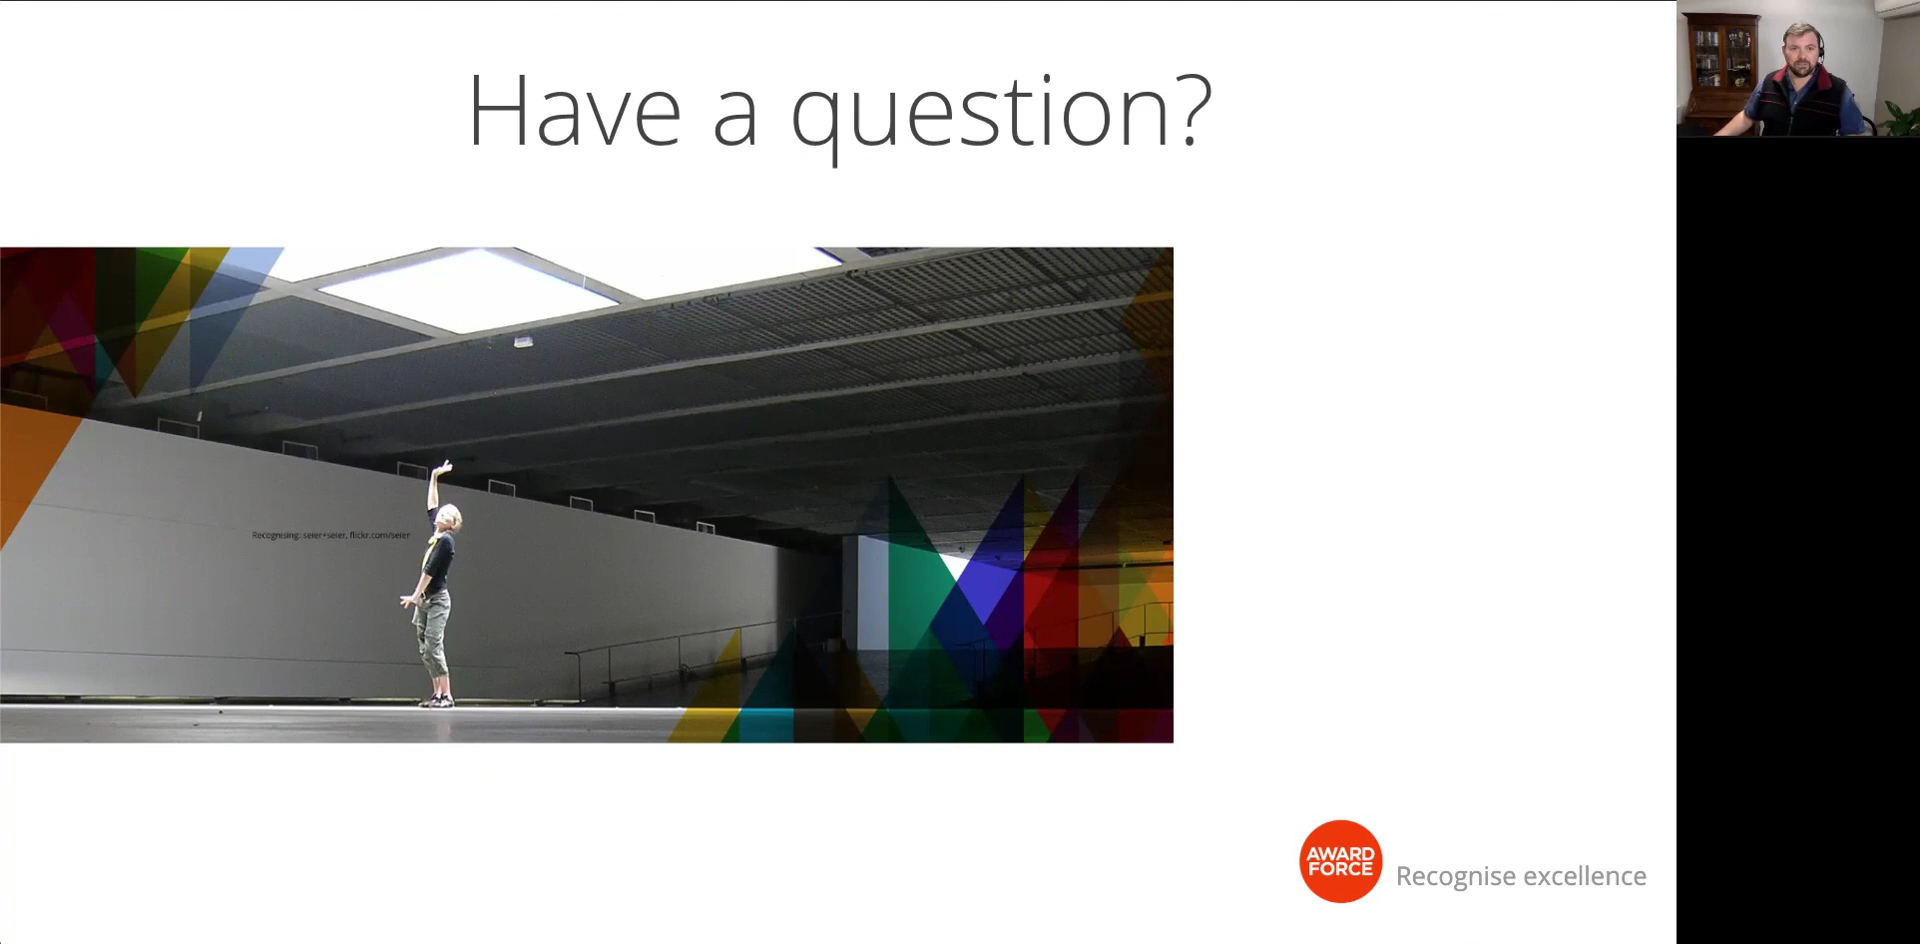 Have a question?
Recognising: seier+seier, flickr.com/seier
AWARD
FORCE
Recognise excellence